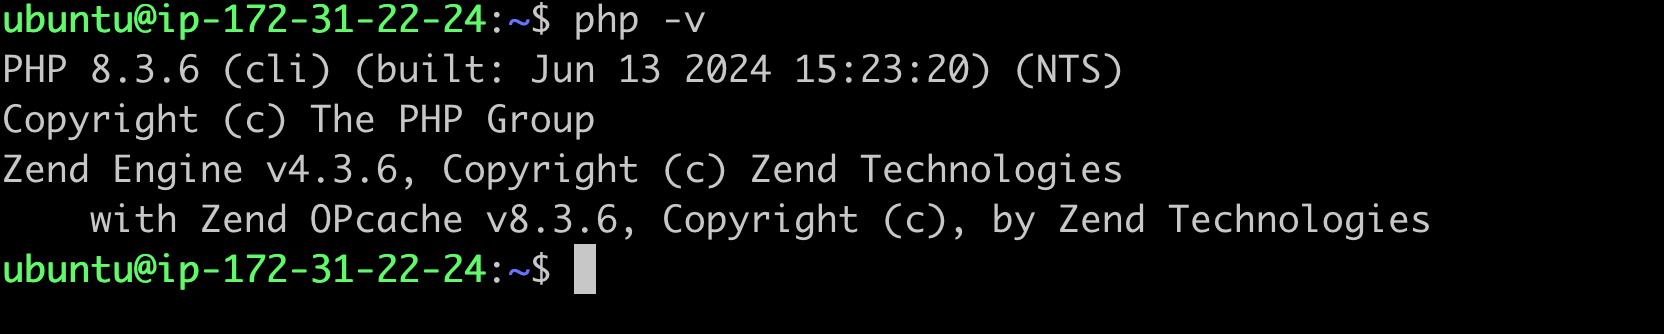 ubuntu@ip-172-31-22-24:~$ php -v
PHP 8.3.6 (cli) (built: Jun 13 2024 15:23:20) (NTS)
Copyright (c) The PHP Group
Zend Engine v4.3.6, Copyright (c) Zend Technologies
    with Zend OPcache v8.3.6, Copyright (c), by Zend Technologies
ubuntu@ip-172-31-22-24:~$